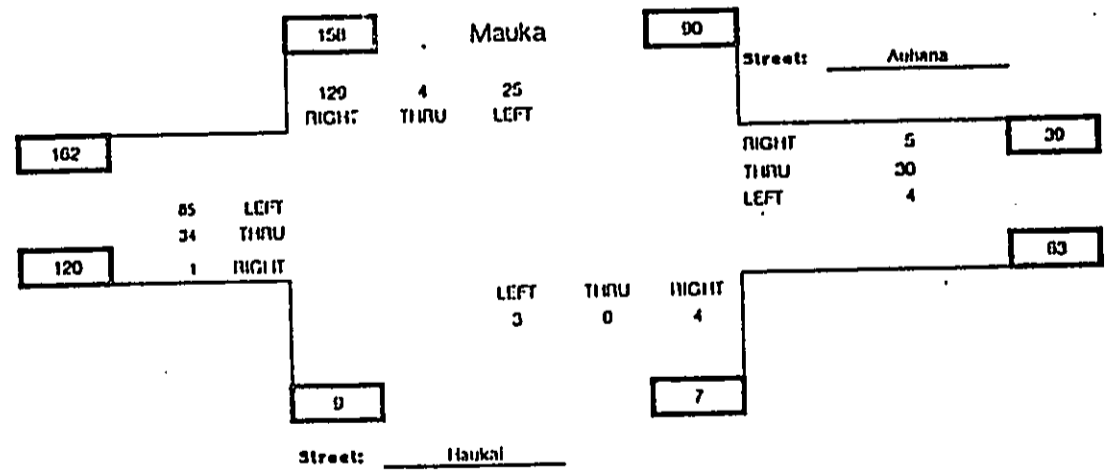 158 Mauka 90
Street: Auhana
129 4 25
RIGHT THRU LEFT
162
RIGHT 5 39
THRU 30
LEFT 4
85 LEFT
34 THRU
120 1 RIGHT
63
LEFT THRU RIGHT
3 0 4
9 7
Street: Haukai